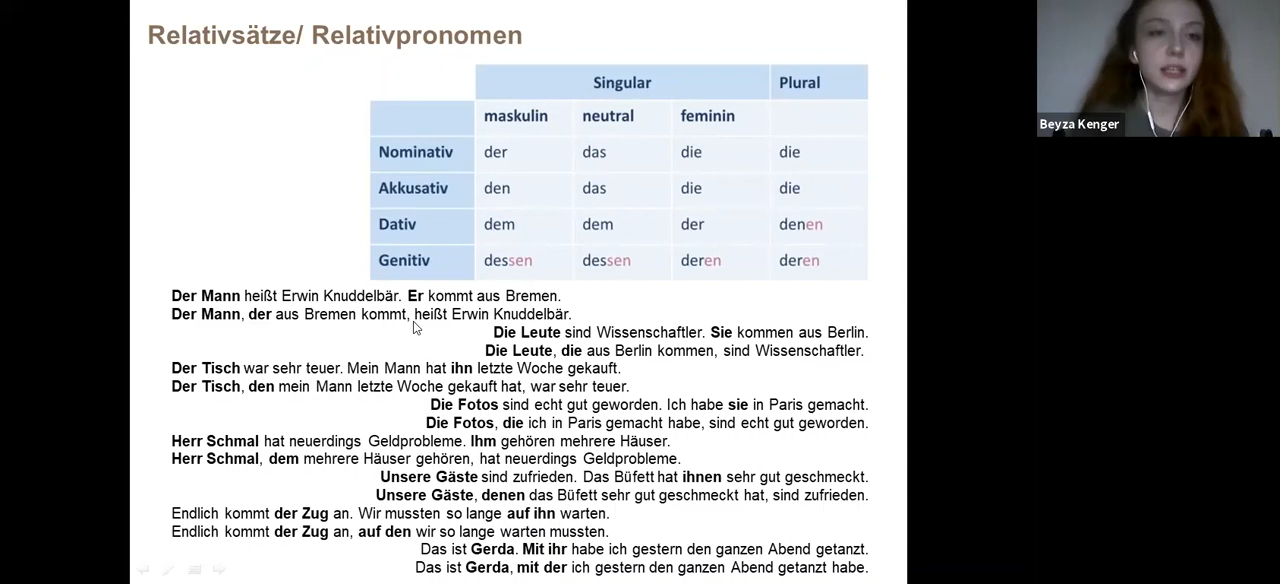 Relativsätze/ Relativpronomen
Singular Plural
maskulin neutral feminin
Nominativ der das die die
Akkusativ den das die die
Dativ dem dem der denen
Genitiv dessen dessen deren deren
Der Mann heißt Erwin Knuddelbär. Er kommt aus Bremen.
Der Mann, der aus Bremen kommt, heißt Erwin Knuddelbär.
Die Leute sind Wissenschaftler. Sie kommen aus Berlin.
Die Leute, die aus Berlin kommen, sind Wissenschaftler.
Der Tisch war sehr teuer. Mein Mann hat ihn letzte Woche gekauft.
Der Tisch, den mein Mann letzte Woche gekauft hat, war sehr teuer.
Die Fotos sind echt gut geworden. Ich habe sie in Paris gemacht.
Die Fotos, die ich in Paris gemacht habe, sind echt gut geworden.
Herr Schmal hat neuerdings Geldprobleme. Ihm gehören mehrere Häuser.
Herr Schmal, dem mehrere Häuser gehören, hat neuerdings Geldprobleme.
Unsere Gäste sind zufrieden. Das Büfett hat ihnen sehr gut geschmeckt.
Unsere Gäste, denen das Büfett sehr gut geschmeckt hat, sind zufrieden.
Endlich kommt der Zug an. Wir mussten so lange auf ihn warten.
Endlich kommt der Zug an, auf den wir so lange warten mussten.
Das ist Gerda. Mit ihr habe ich gestern den ganzen Abend getanzt.
Das ist Gerda, mit der ich gestern den ganzen Abend getanzt habe.
Beyza Kenger